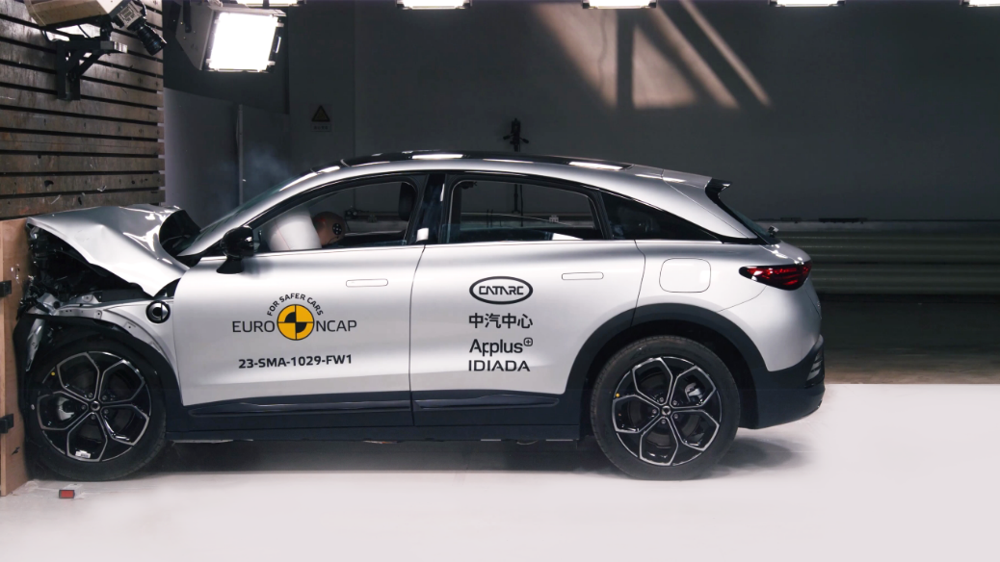 FOR SAFER CARS
EURO NCAP
23-SMA-1029-FW1
CATARC
中汽中心
Applus+
IDIADA